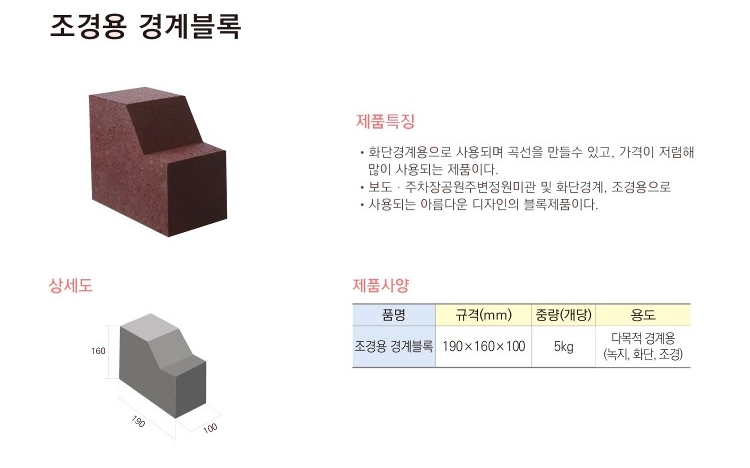 조경용 경계블록
제품특징
• 화단경계용으로 사용되며 곡선을 만들수 있고, 가격이 저렴해
많이 사용되는 제품이다.
• 보도 · 주차장공원주변정원미관 및 화단경계, 조경용으로
• 사용되는 아름다운 디자인의 블록제품이다.
상세도
160
190
100
제품사양
품명 규격(mm) 중량(개당) 용도
조경용 경계블록 190×160×100 5kg 다목적 경계용
(녹지, 화단, 조경)